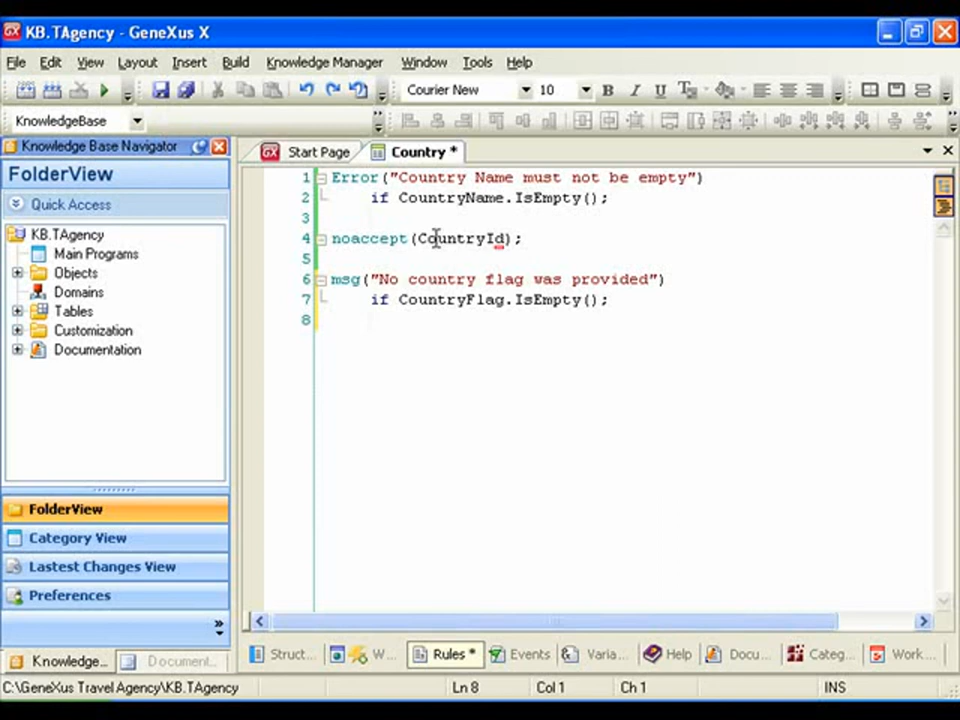 KB.TAgency - GeneXus X
File Edit View Layout Insert Build Knowledge Manager Window Tools Help
Courier New 10 B I U
KnowledgeBase
Knowledge Base Navigator
FolderView
Quick Access
KB.TAgency
Main Programs
Objects
Domains
Tables
Customization
Documentation
FolderView
Category View
Lastest Changes View
Preferences
Knowledge... Document...
Start Page Country *
1 Error("Country Name must not be empty")
2 if CountryName.IsEmpty();
3
4 noaccept(CountryId);
5
6 msg("No country flag was provided")
7 if CountryFlag.IsEmpty();
8
Struct... W... Rules * Events Varia... Help Docu... Categ... Work...
C:\GeneXus Travel Agency\KB.TAgency Ln 8 Col 1 Ch 1 INS